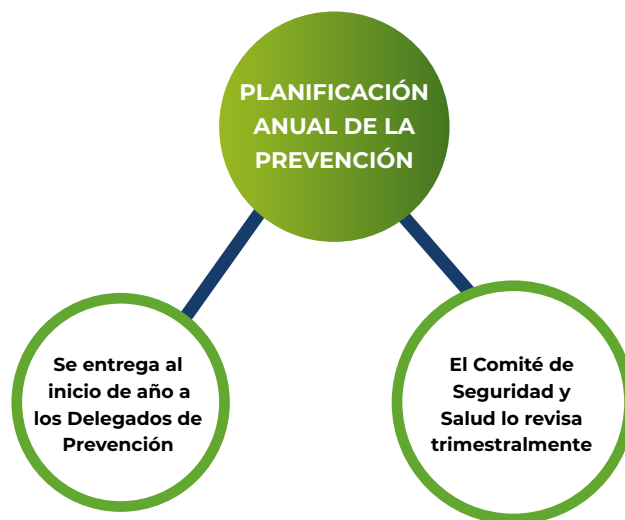 PLANIFICACIÓN
ANUAL DE LA
PREVENCIÓN
Se entrega al
inicio de año a
los Delegados de
Prevención
El Comité de
Seguridad y
Salud lo revisa
trimestralmente